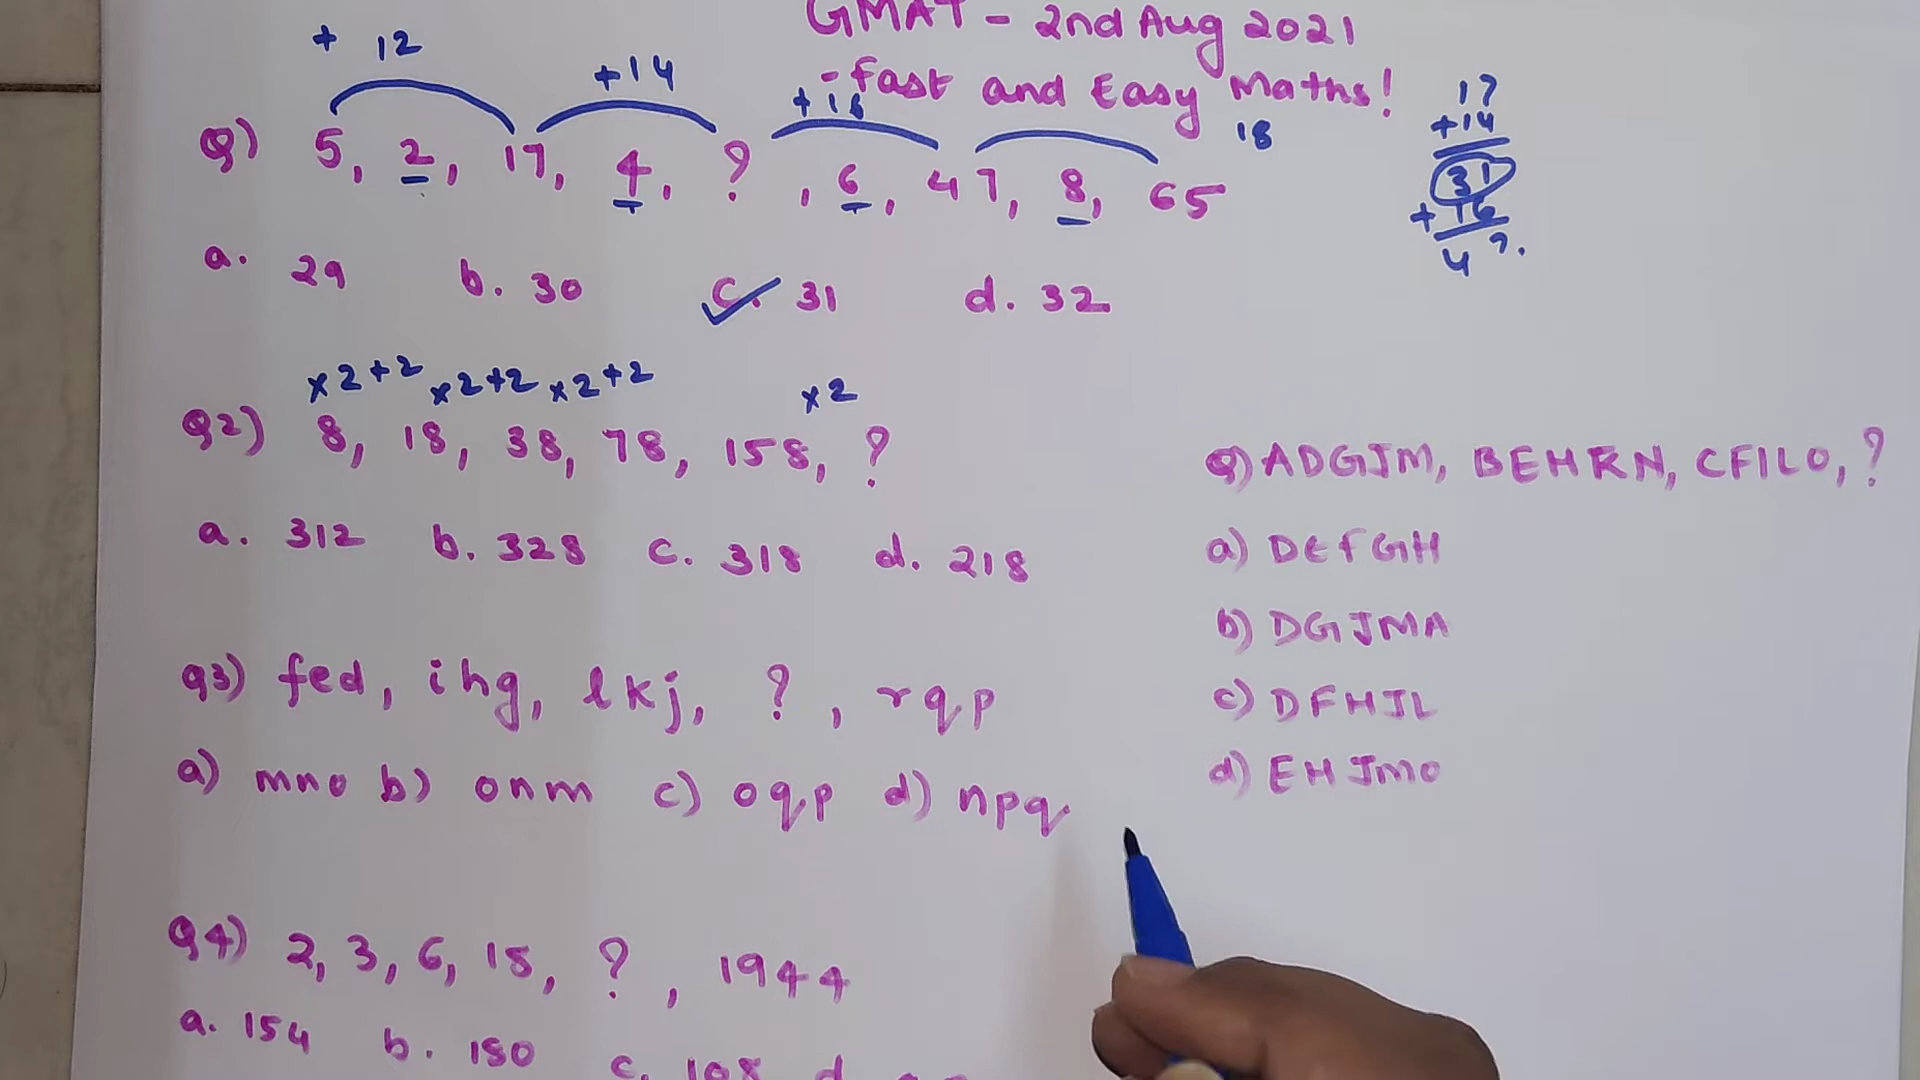 GMAT - 2nd Aug 2021
- Fast and Easy Maths!
+ 12 +14 +16 18
Q) 5, 2, 17, 4, ?, 6, 47, 8, 65
17
+14
31
+16
47.
a. 29 b. 30 c. 31 d. 32
x2+2 x2+2 x2+2 x2
Q2) 8, 18, 38, 78, 158, ?
a. 312 b. 328 c. 318 d. 218
Q3) fed, ihg, lkj, ?, rqp
a) mno b) onm c) oqp d) npq
Q4) 2, 3, 6, 18, ?, 1944
a. 154 b. 180 c. 108 d.
Q) ADGJM, BEHKN, CFILO, ?
a) DEFGH
b) DGJMA
c) DFHJL
d) EHJMO